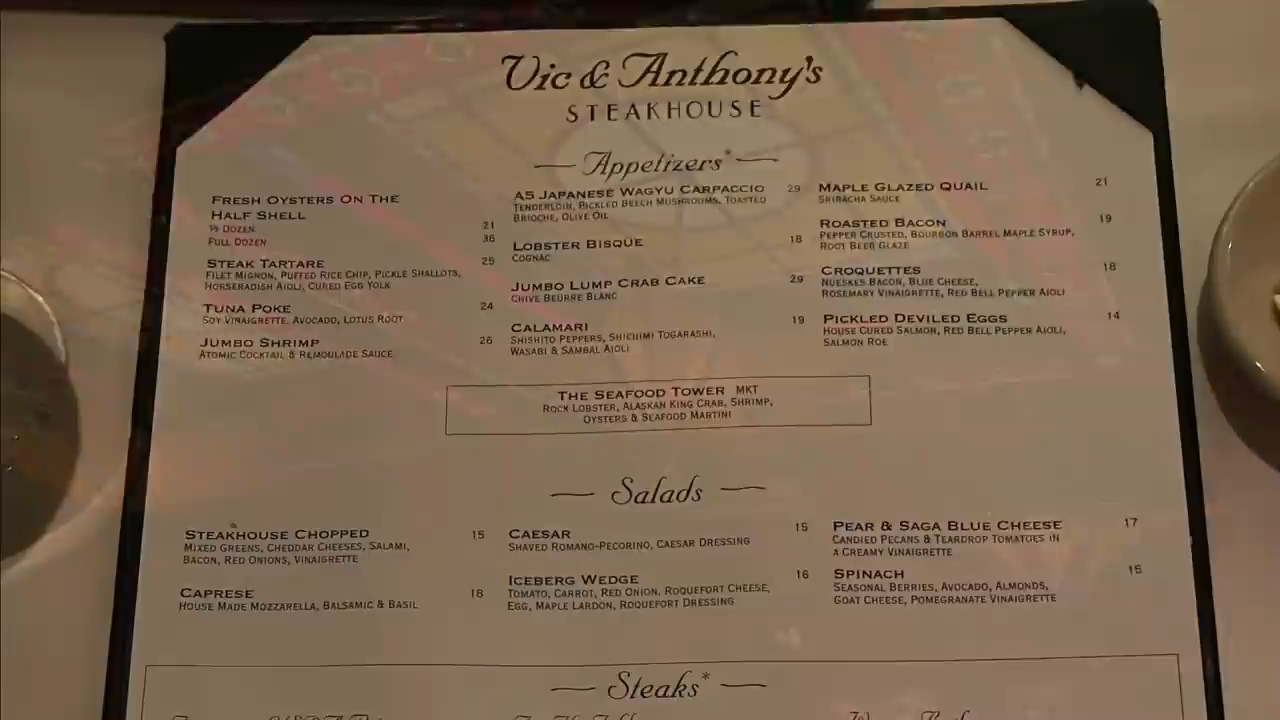 Vic & Anthony's
STEAKHOUSE
Appetizers*
FRESH OYSTERS ON THE
HALF SHELL
½ DOZEN 21
FULL DOZEN 36
STEAK TARTARE 25
FILET MIGNON, PUFFED RICE CHIP, PICKLE SHALLOTS,
HORSERADISH AIOLI, CURED EGG YOLK
TUNA POKE 24
SOY VINAIGRETTE, AVOCADO, LOTUS ROOT
JUMBO SHRIMP 26
ATOMIC COCKTAIL & REMOULADE SAUCE
A5 JAPANESE WAGYU CARPACCIO 29
TENDERLOIN, PICKLED BEECH MUSHROOMS, TOASTED
BRIOCHE, OLIVE OIL
LOBSTER BISQUE 18
COGNAC
JUMBO LUMP CRAB CAKE 29
CHIVE BEURRE BLANC
CALAMARI 19
SHISHITO PEPPERS, SHICHIMI TOGARASHI,
WASABI & SAMBAL AIOLI
MAPLE GLAZED QUAIL 21
SRIRACHA SAUCE
ROASTED BACON 19
PEPPER CRUSTED, BOURBON BARREL MAPLE SYRUP,
ROOT BEER GLAZE
CROQUETTES 18
NUESKES BACON, BLUE CHEESE,
ROSEMARY VINAIGRETTE, RED BELL PEPPER AIOLI
PICKLED DEVILED EGGS 14
HOUSE CURED SALMON, RED BELL PEPPER AIOLI,
SALMON ROE
THE SEAFOOD TOWER MKT
ROCK LOBSTER, ALASKAN KING CRAB, SHRIMP,
OYSTERS & SEAFOOD MARTINI
Salads
STEAKHOUSE CHOPPED 15
MIXED GREENS, CHEDDAR CHEESES, SALAMI,
BACON, RED ONIONS, VINAIGRETTE
CAPRESE 18
HOUSE MADE MOZZARELLA, BALSAMIC & BASIL
CAESAR 15
SHAVED ROMANO-PECORINO, CAESAR DRESSING
ICEBERG WEDGE 16
TOMATO, CARROT, RED ONION, ROQUEFORT CHEESE,
EGG, MAPLE LARDON, ROQUEFORT DRESSING
PEAR & SAGA BLUE CHEESE 17
CANDIED PECANS & TEARDROP TOMATOES IN
A CREAMY VINAIGRETTE
SPINACH 15
SEASONAL BERRIES, AVOCADO, ALMONDS,
GOAT CHEESE, POMEGRANATE VINAIGRETTE
Steaks*